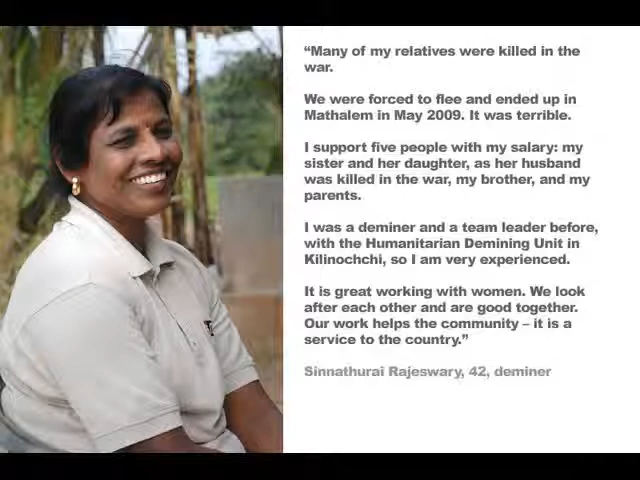 “Many of my relatives were killed in the
war.
We were forced to flee and ended up in
Mathalem in May 2009. It was terrible.
I support five people with my salary: my
sister and her daughter, as her husband
was killed in the war, my brother, and my
parents.
I was a deminer and a team leader before,
with the Humanitarian Demining Unit in
Kilinochchi, so I am very experienced.
It is great working with women. We look
after each other and are good together.
Our work helps the community – it is a
service to the country.”
Sinnathurai Rajeswary, 42, deminer